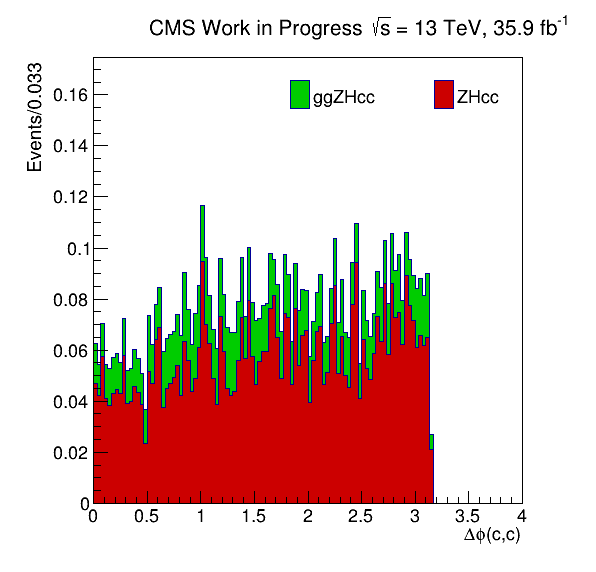 CMS Work in Progress √s = 13 TeV, 35.9 fb⁻¹
Events/0.033
ggZHcc ZHcc
0.16
0.14
0.12
0.1
0.08
0.06
0.04
0.02
0
0 0.5 1 1.5 2 2.5 3 3.5 4
Δϕ(c,c)